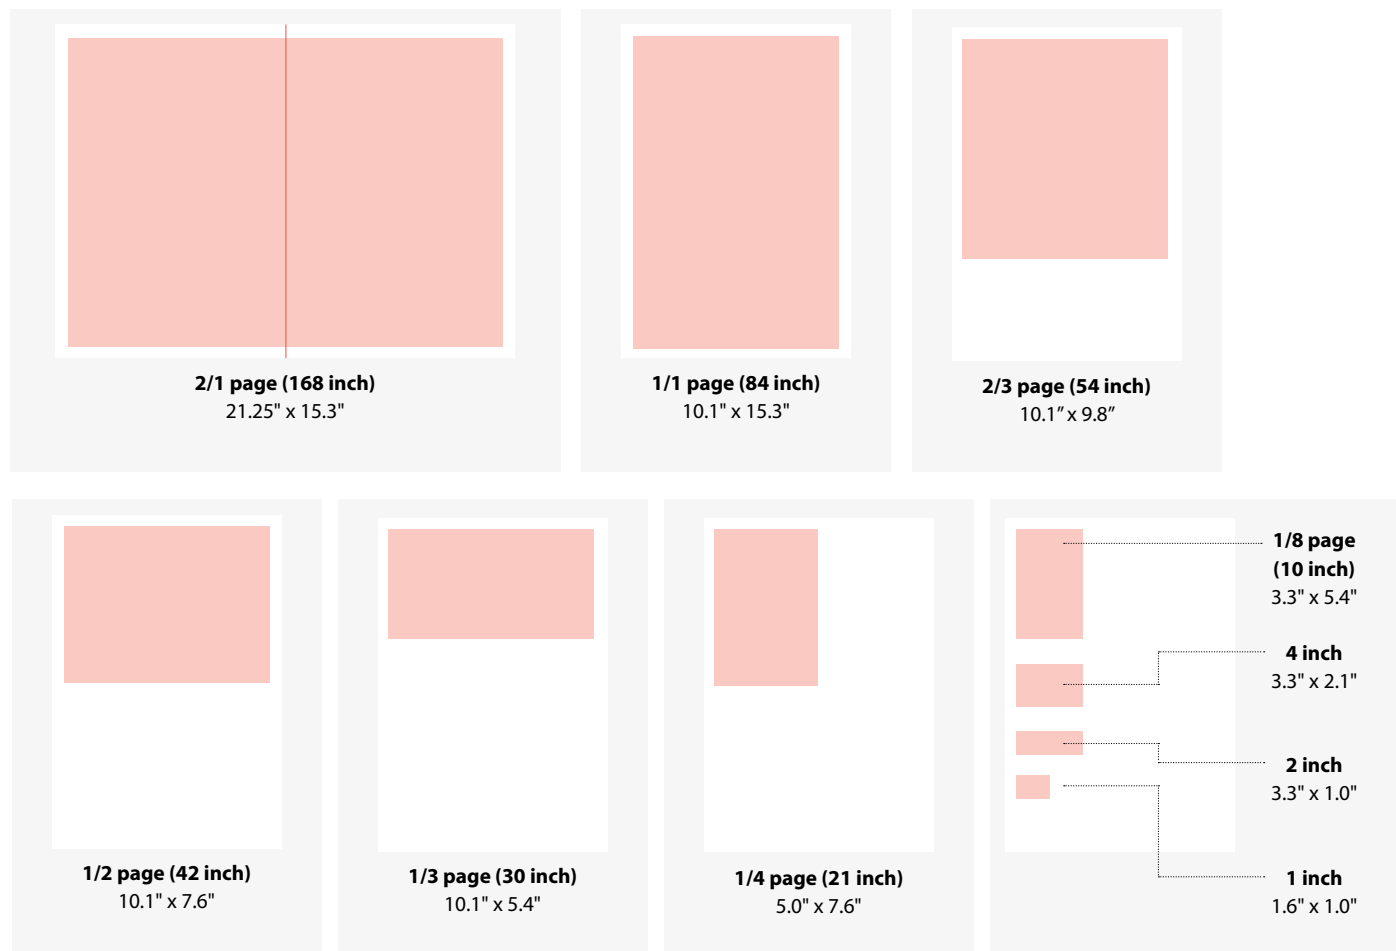 2/1 page (168 inch)
21.25" x 15.3"
1/1 page (84 inch)
10.1" x 15.3"
2/3 page (54 inch)
10.1” x 9.8”
1/2 page (42 inch)
10.1" x 7.6"
1/3 page (30 inch)
10.1" x 5.4"
1/4 page (21 inch)
5.0" x 7.6"
1/8 page
(10 inch)
3.3" x 5.4"
4 inch
3.3" x 2.1"
2 inch
3.3" x 1.0"
1 inch
1.6" x 1.0"